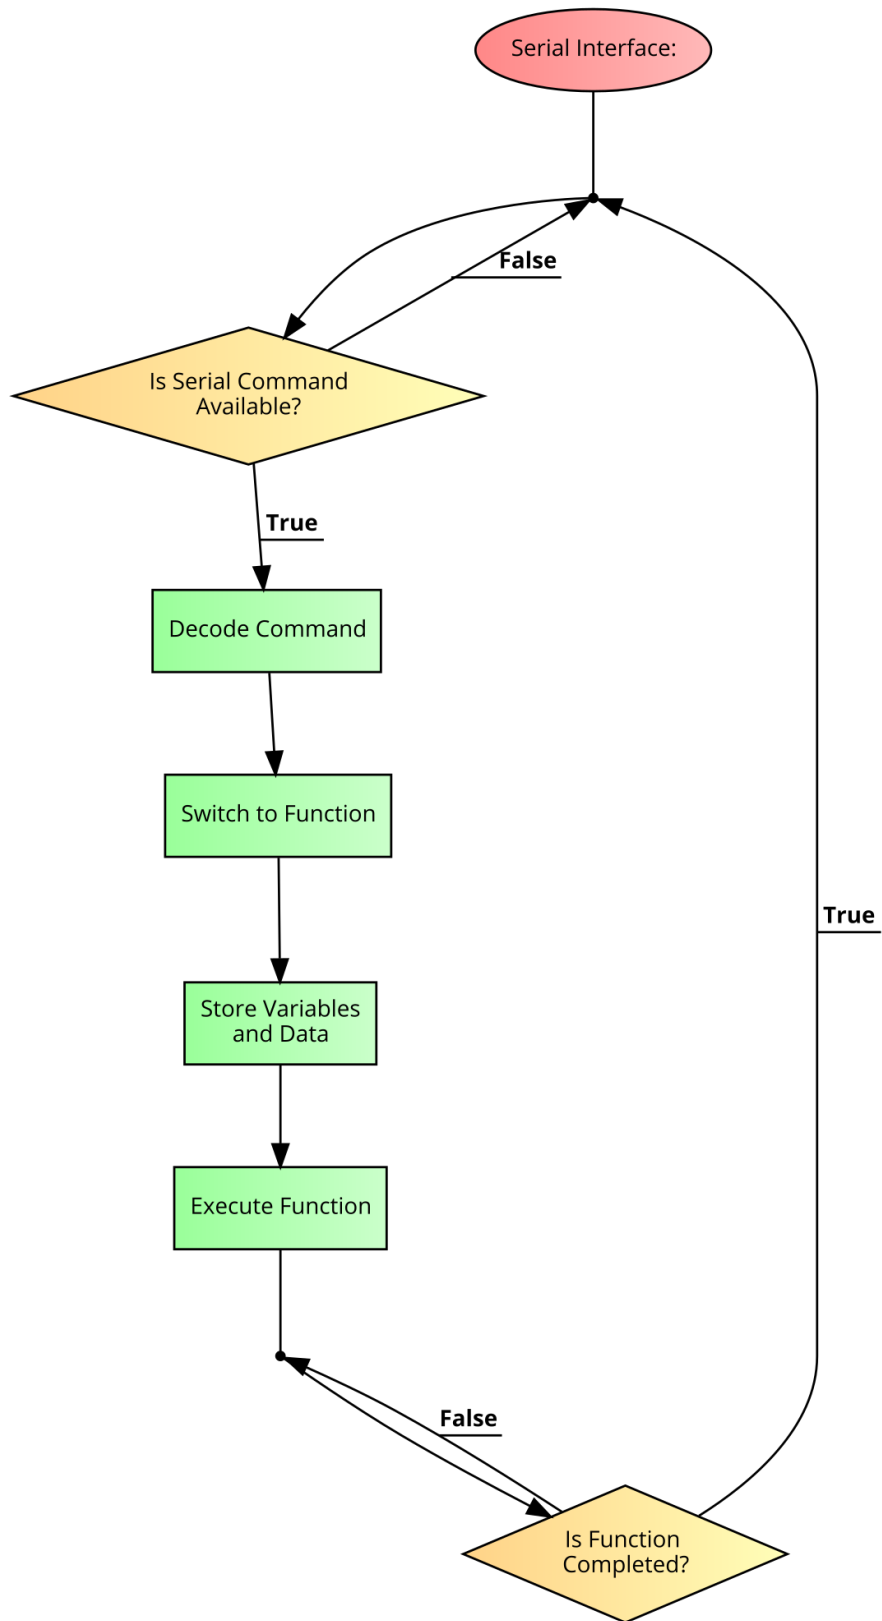 Serial Interface:
False
Is Serial Command
Available?
True
Decode Command
Switch to Function
True
Store Variables
and Data
Execute Function
False
Is Function
Completed?